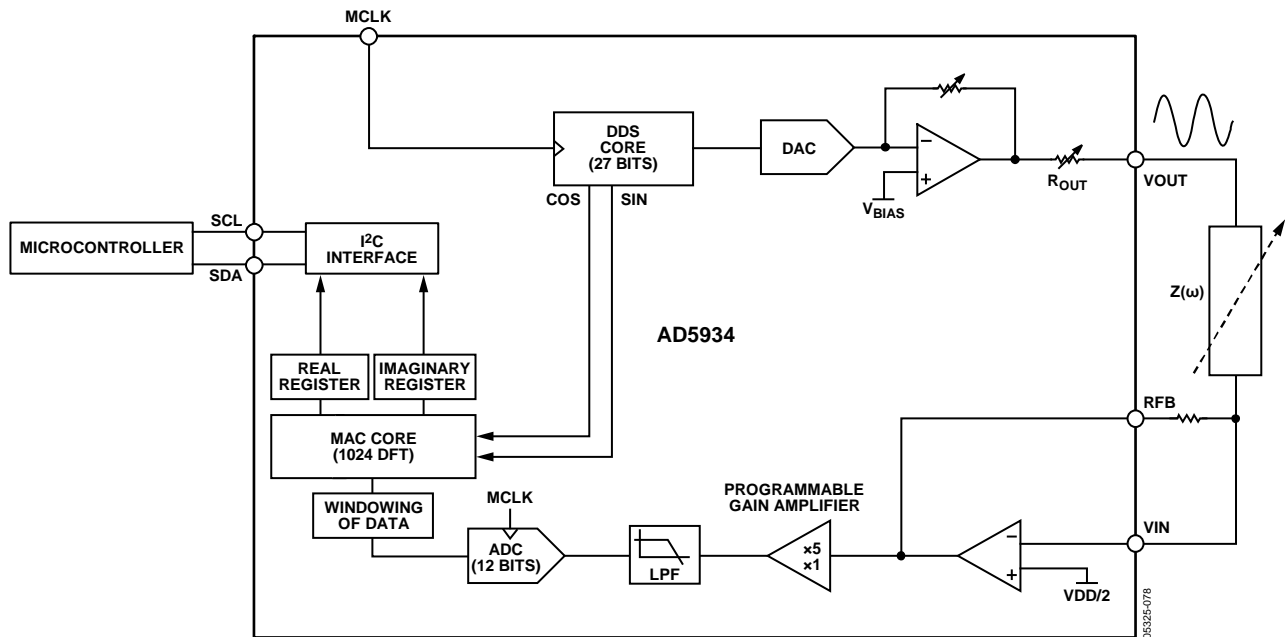 MCLK
DDS
CORE
(27 BITS)
DAC
COS
SIN
VBIAS
ROUT
VOUT
SCL
MICROCONTROLLER
SDA
I2C
INTERFACE
Z(ω)
AD5934
REAL
REGISTER
IMAGINARY
REGISTER
RFB
MAC CORE
(1024 DFT)
PROGRAMMABLE
GAIN AMPLIFIER
MCLK
WINDOWING
OF DATA
ADC
(12 BITS)
LPF
×5
×1
VIN
VDD/2
05325-078